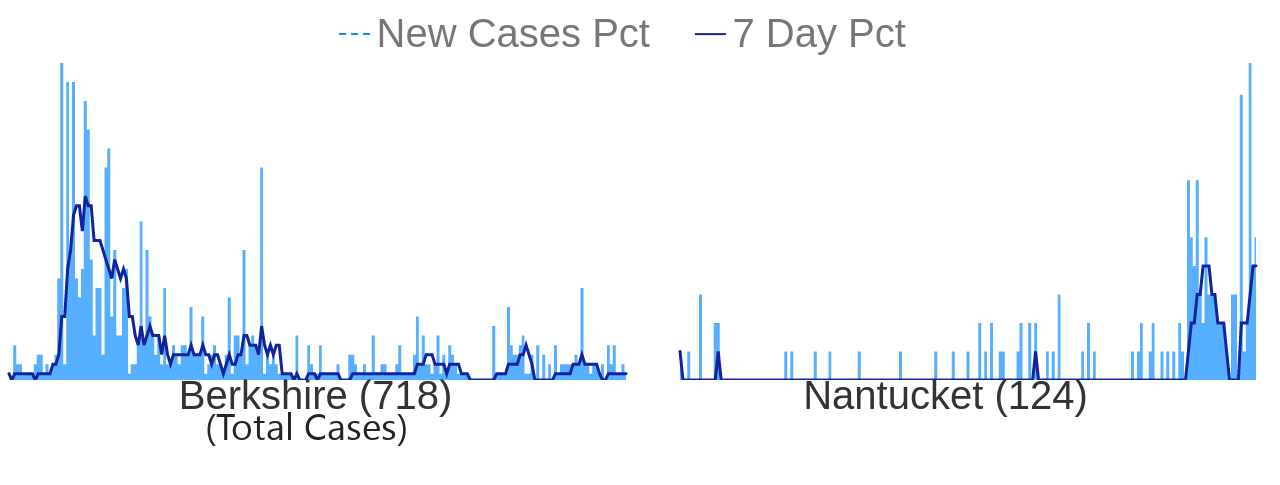 New Cases Pct 7 Day Pct
Berkshire (718) Nantucket (124)
(Total Cases)